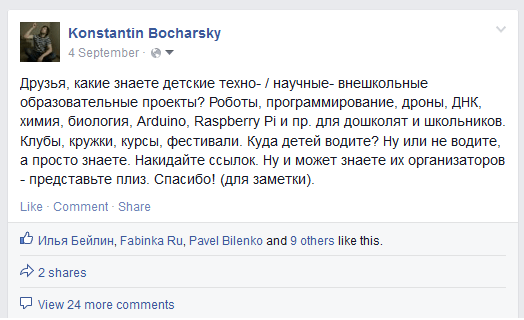 Konstantin Bocharsky
4 September ·
Друзья, какие знаете детские техно- / научные- внешкольные
образовательные проекты? Роботы, программирование, дроны, ДНК,
химия, биология, Arduino, Raspberry Pi и пр. для дошколят и школьников.
Клубы, кружки, курсы, фестивали. Куда детей водите? Ну или не водите,
а просто знаете. Накидайте ссылок. Ну и может знаете их организаторов
- представьте плиз. Спасибо! (для заметки).
Like · Comment · Share
Илья Бейлин, Fabinka Ru, Pavel Bilenko and 9 others like this.
2 shares
View 24 more comments